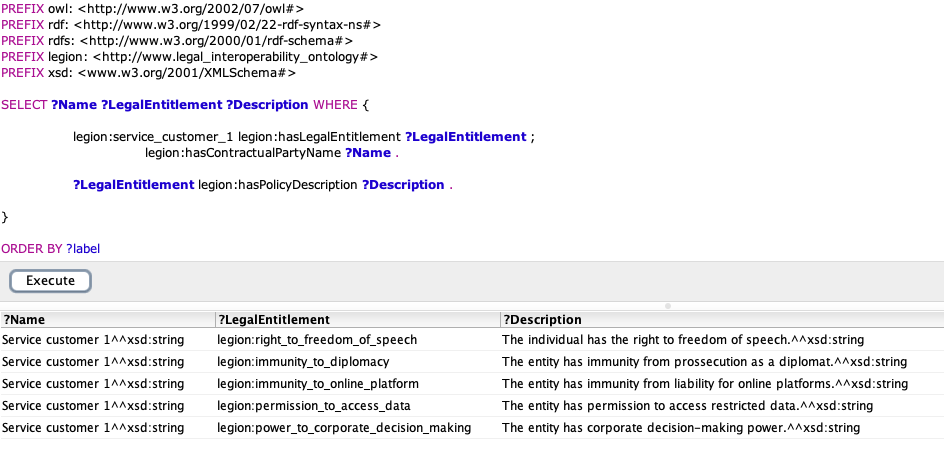 PREFIX owl: <http://www.w3.org/2002/07/owl#>
PREFIX rdf: <http://www.w3.org/1999/02/22-rdf-syntax-ns#>
PREFIX rdfs: <http://www.w3.org/2000/01/rdf-schema#>
PREFIX legion: <http://www.legal_interoperability_ontology#>
PREFIX xsd: <www.w3.org/2001/XMLSchema#>
SELECT ?Name ?LegalEntitlement ?Description WHERE {
legion:service_customer_1 legion:hasLegalEntitlement ?LegalEntitlement ;
legion:hasContractualPartyName ?Name .
?LegalEntitlement legion:hasPolicyDescription ?Description .
}
ORDER BY ?label
Execute
?Name ?LegalEntitlement ?Description
Service customer 1^^xsd:string legion:right_to_freedom_of_speech The individual has the right to freedom of speech.^^xsd:string
Service customer 1^^xsd:string legion:immunity_to_diplomacy The entity has immunity from prossecution as a diplomat.^^xsd:string
Service customer 1^^xsd:string legion:immunity_to_online_platform The entity has immunity from liability for online platforms.^^xsd:string
Service customer 1^^xsd:string legion:permission_to_access_data The entity has permission to access restricted data.^^xsd:string
Service customer 1^^xsd:string legion:power_to_corporate_decision_making The entity has corporate decision-making power.^^xsd:string